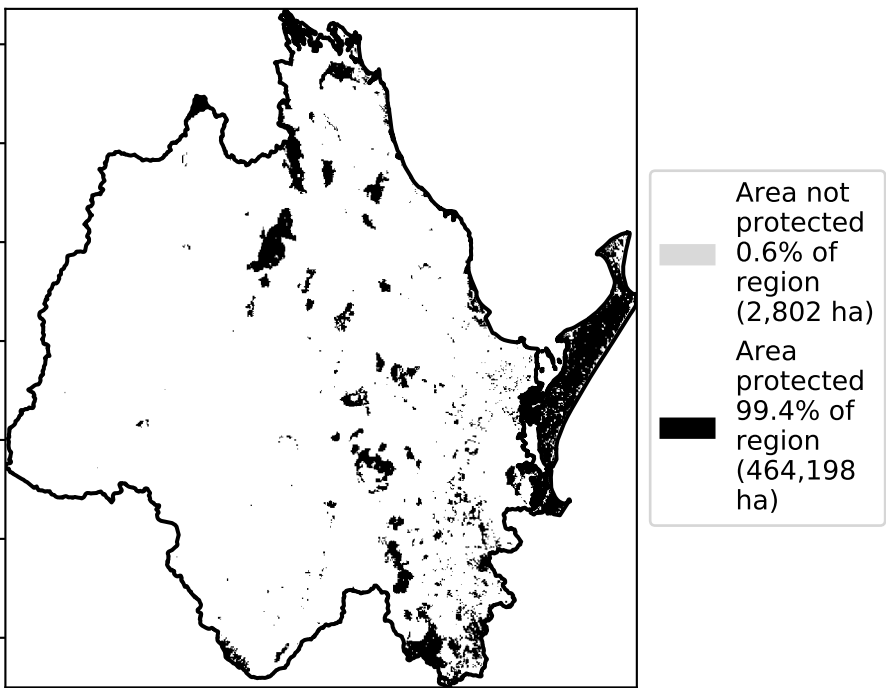 Area not
protected
0.6% of
region
(2,802 ha)
Area
protected
99.4% of
region
(464,198
ha)